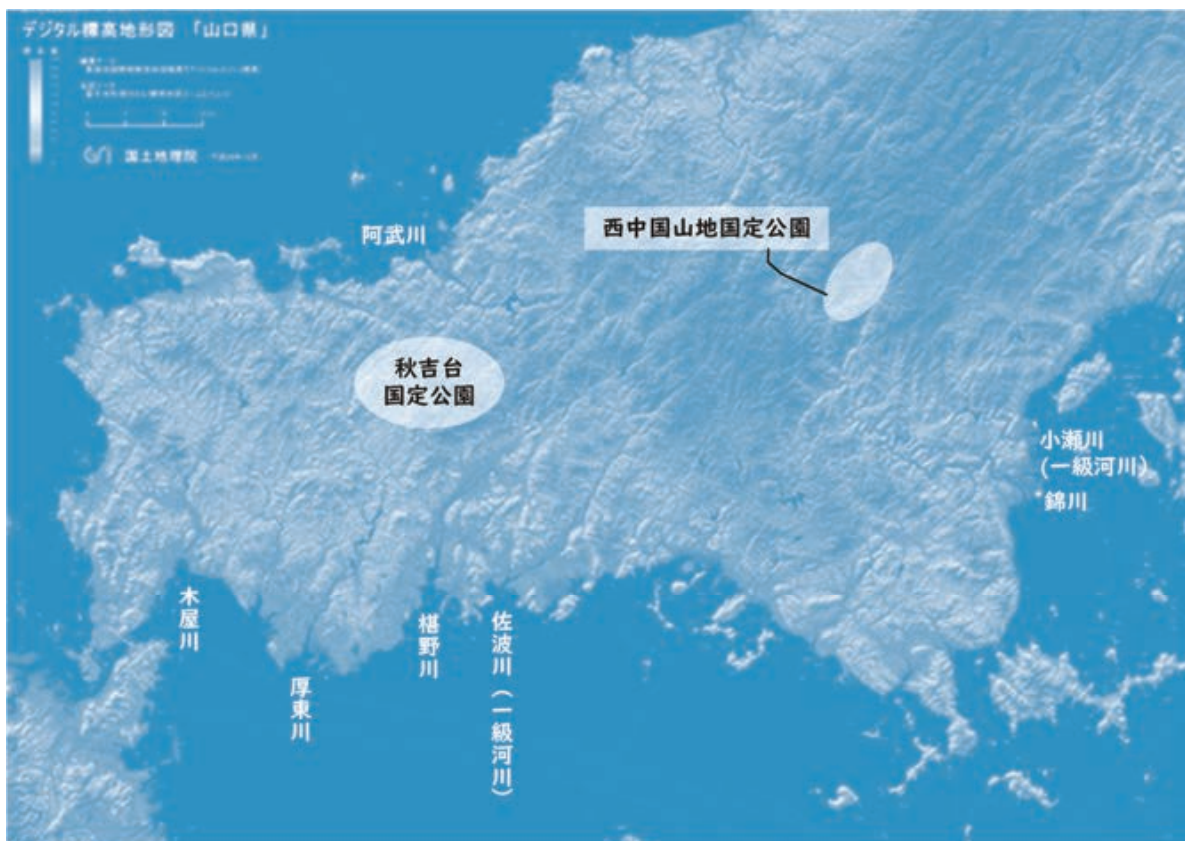 デジタル標高地形図 「山口県」
国土地理院
阿武川
西中国山地国定公園
秋吉台
国定公園
小瀬川
(一級河川)
錦川
木屋川
厚東川
椹野川
佐波川(一級河川)